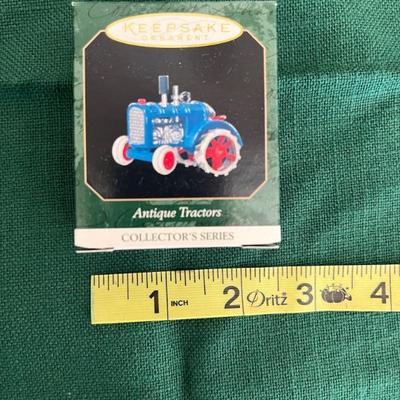 KEEPSAKE
ORNAMENT
Antique Tractors
COLLECTOR'S SERIES
1 INCH 2 Dritz 3 4